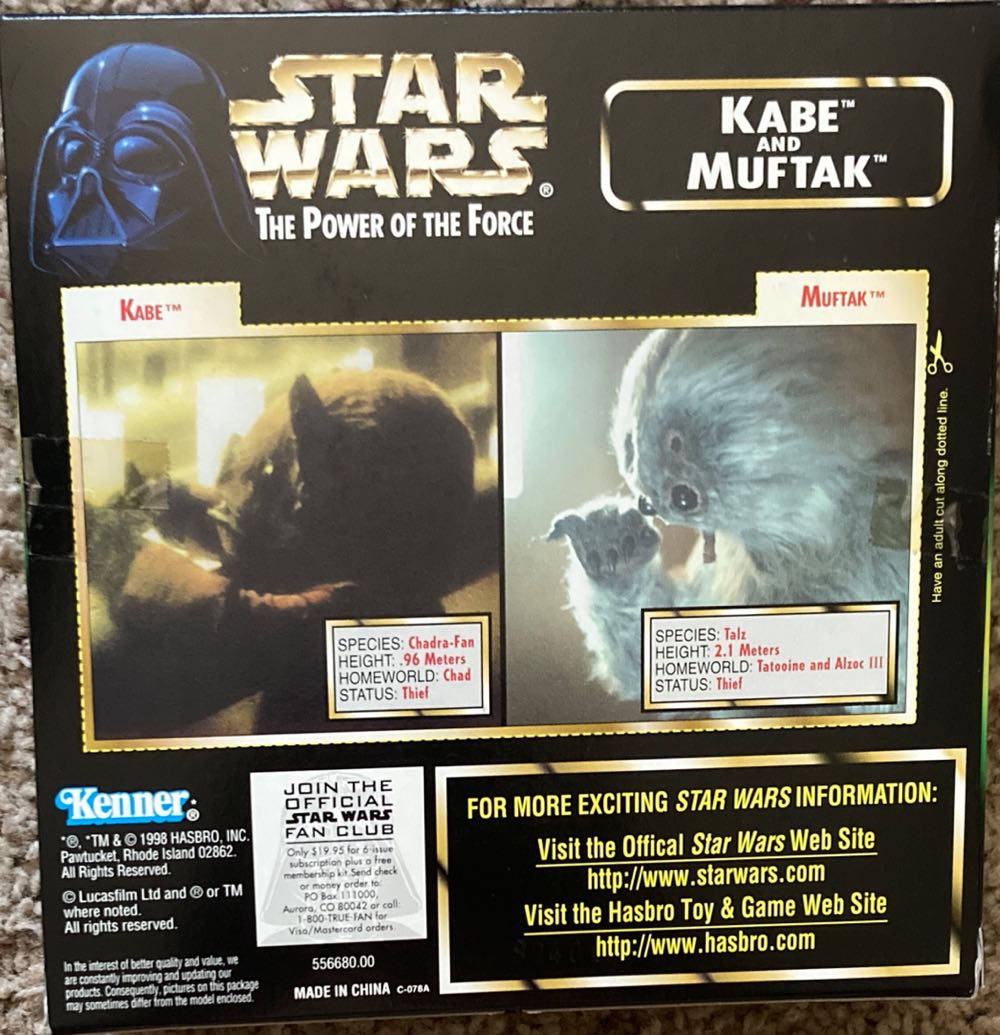 STAR
WARS®
THE POWER OF THE FORCE
KABE™
AND
MUFTAK™
KABE™
MUFTAK™
SPECIES: Chadra-Fan
HEIGHT: .96 Meters
HOMEWORLD: Chad
STATUS: Thief
SPECIES: Talz
HEIGHT: 2.1 Meters
HOMEWORLD: Tatooine and Alzoc III
STATUS: Thief
Have an adult cut along dotted line.
Kenner®
*®, *TM & © 1998 HASBRO, INC.
Pawtucket, Rhode Island 02862.
All Rights Reserved.
© Lucasfilm Ltd and ® or TM
where noted.
All rights reserved.
In the interest of better quality and value, we
are constantly improving and updating our
products. Consequently, pictures on this package
may sometimes differ from the model enclosed.
JOIN THE
OFFICIAL
STAR WARS
FAN CLUB
Only $19.95 for 6-issue
subscription plus a free
membership kit. Send check
or money order to:
PO Box 111000,
Aurora, CO 80042 or call:
1-800-TRUE-FAN for
Visa/Mastercard orders.
556680.00
MADE IN CHINA C-078A
FOR MORE EXCITING STAR WARS INFORMATION:
Visit the Offical Star Wars Web Site
http://www.starwars.com
Visit the Hasbro Toy & Game Web Site
http://www.hasbro.com